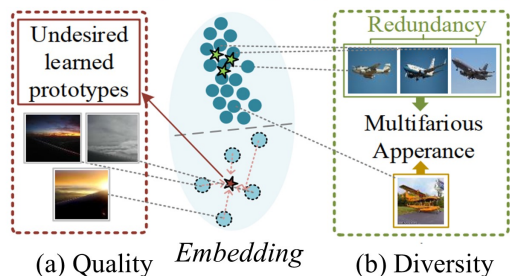 Undesired
learned
prototypes
Redundancy
Multifarious
Apperance
(a) Quality
Embedding
(b) Diversity